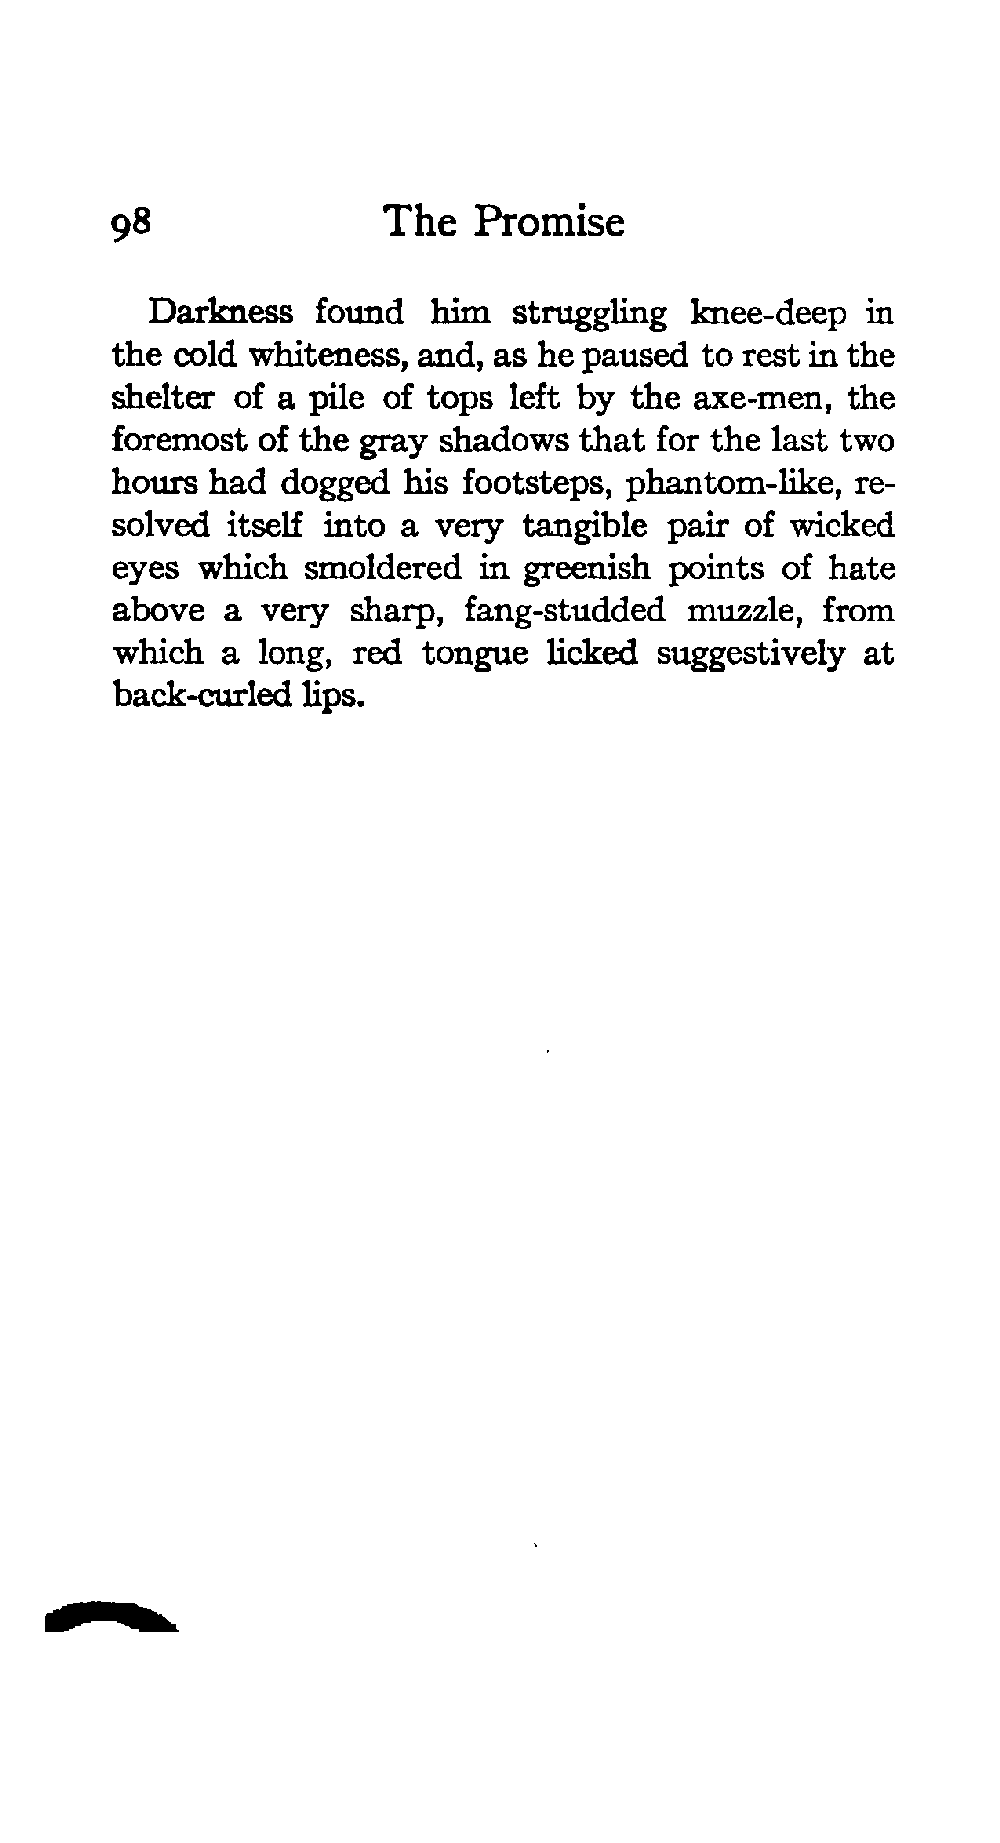 98 The Promise
Darkness found him struggling knee-deep in
the cold whiteness, and, as he paused to rest in the
shelter of a pile of tops left by the axe-men, the
foremost of the gray shadows that for the last two
hours had dogged his footsteps, phantom-like, re-
solved itself into a very tangible pair of wicked
eyes which smoldered in greenish points of hate
above a very sharp, fang-studded muzzle, from
which a long, red tongue licked suggestively at
back-curled lips.